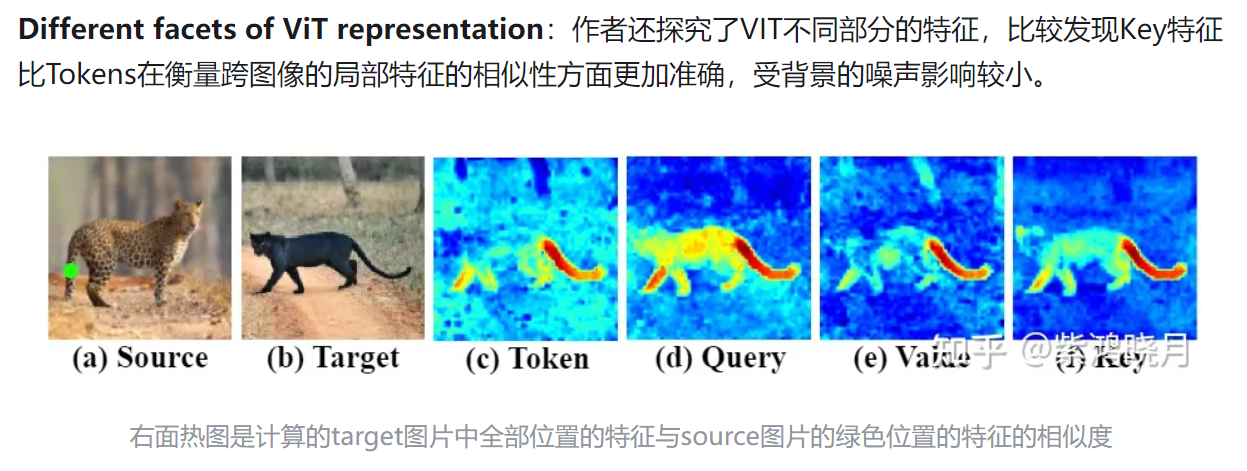 Different facets of ViT representation：作者还探究了VIT不同部分的特征，比较发现Key特征
比Tokens在衡量跨图像的局部特征的相似性方面更加准确，受背景的噪声影响较小。
(a) Source (b) Target (c) Token (d) Query (e) Value (f) Key
知乎 @紫鸿晓月
右面热图是计算的target图片中全部位置的特征与source图片的绿色位置的特征的相似度